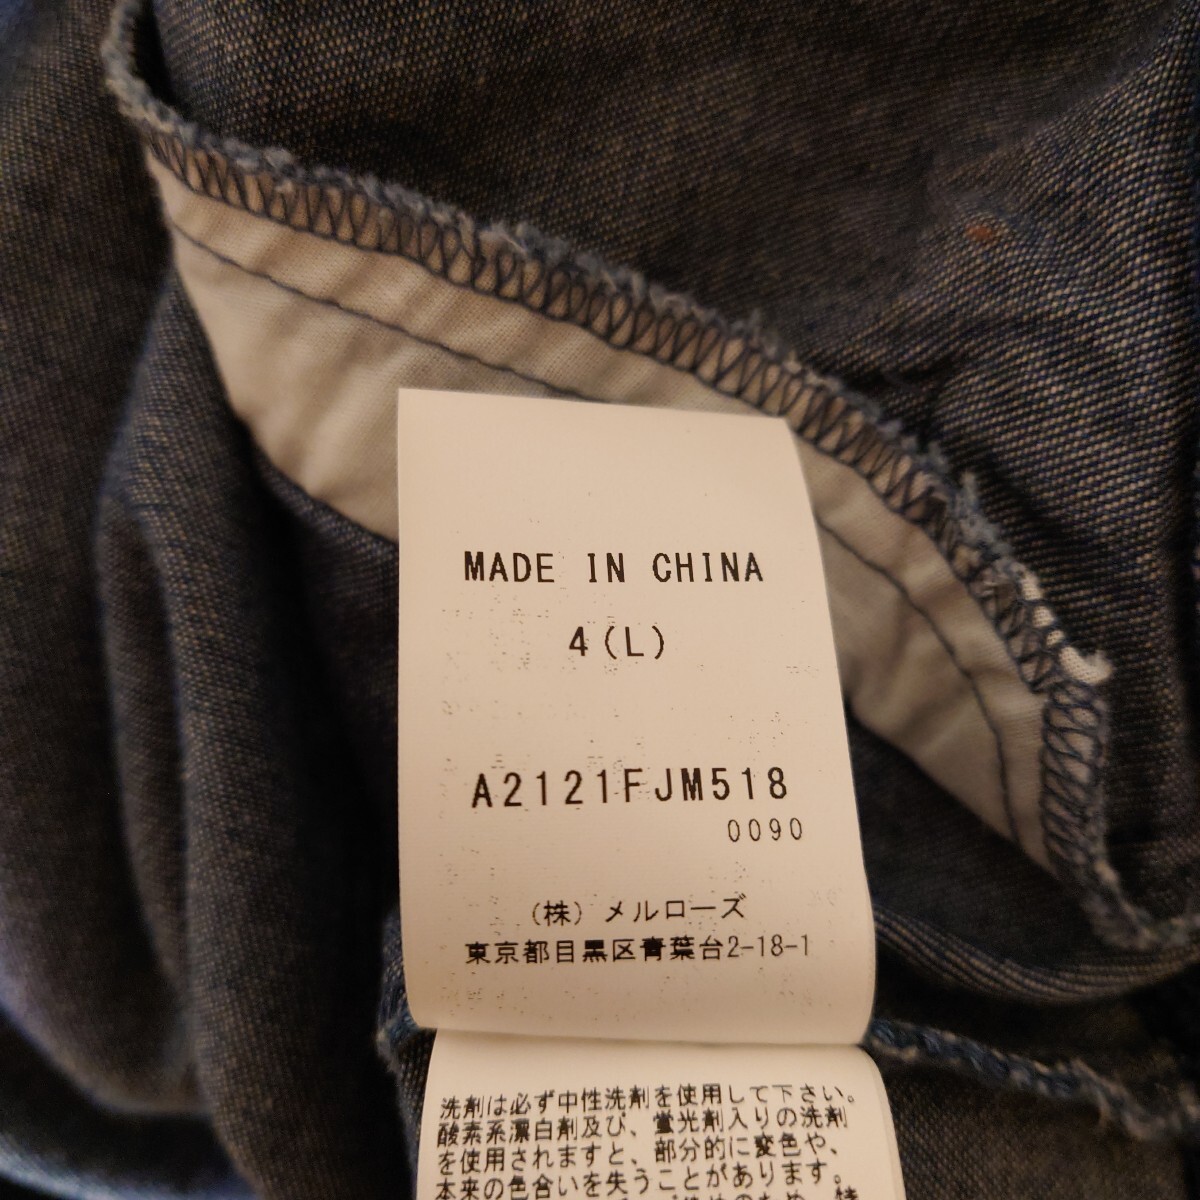 MADE IN CHINA
4(L)
A2121FJM518
0090
(株) メルローズ
東京都目黒区青葉台2-18-1
洗剤は必ず中性洗剤を使用して下さい。
酸素系漂白剤及び、蛍光剤入りの洗剤
を使用されますと、部分的に変色や、
本来の色合いを失うことがあります。